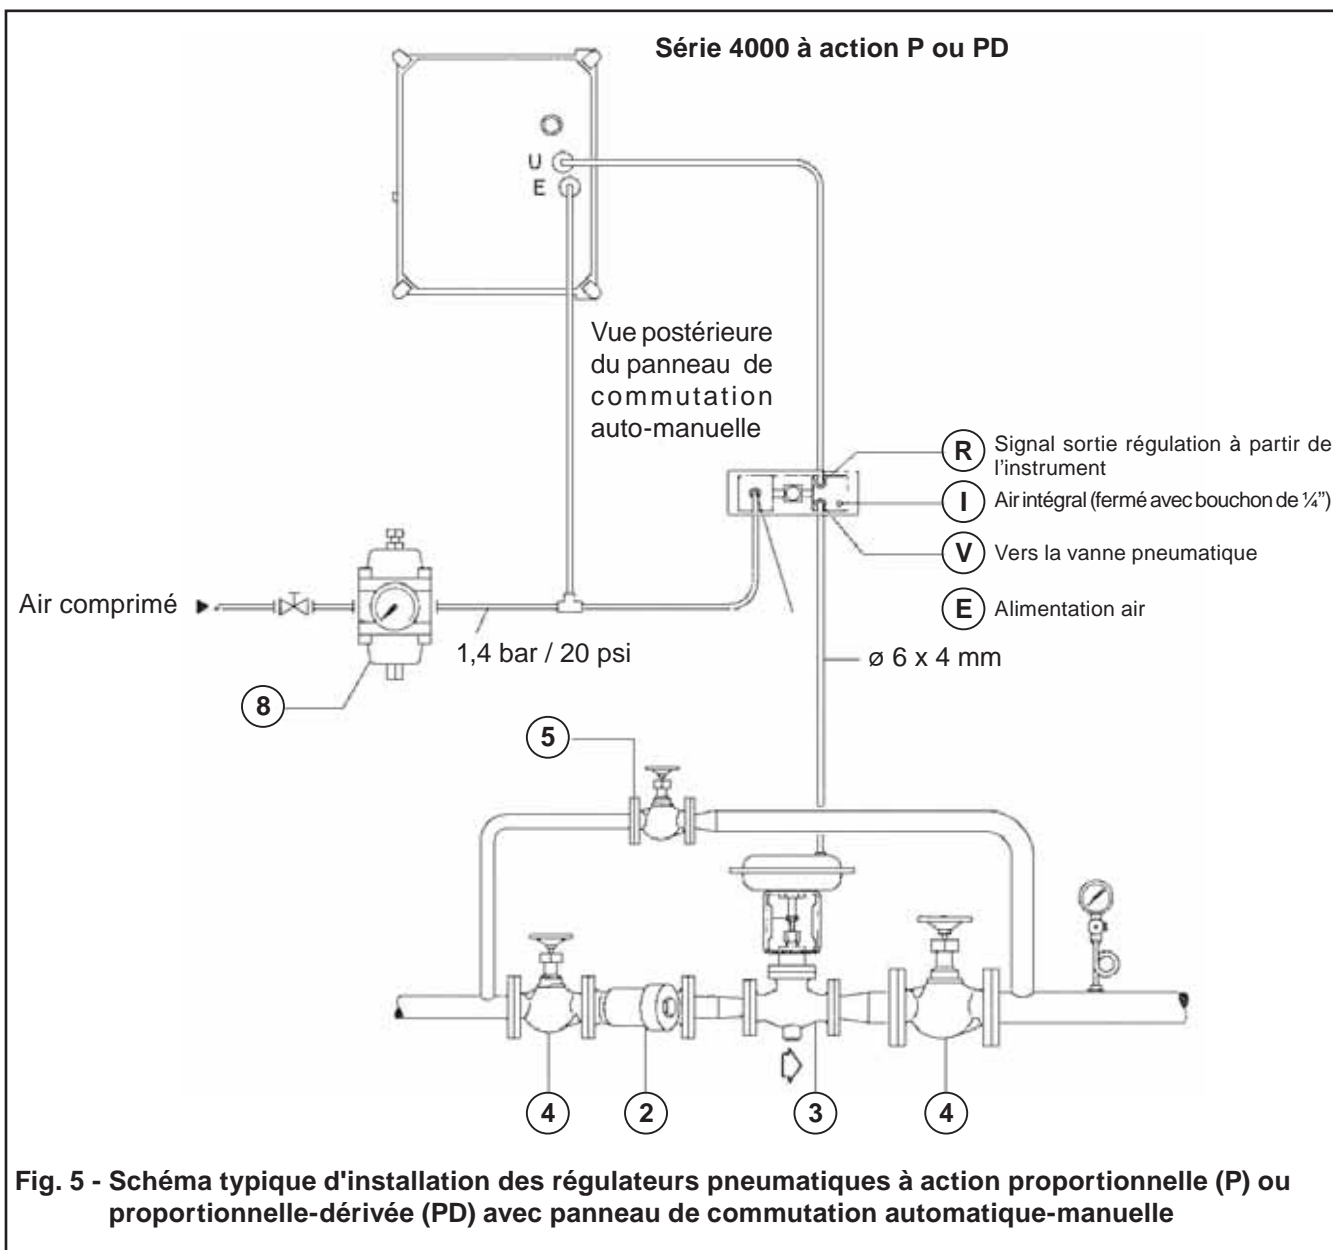 Série 4000 à action P ou PD
U
E
Vue postérieure
du panneau de
commutation
auto-manuelle
R Signal sortie régulation à partir de
l'instrument
I Air intégral (fermé avec bouchon de ¼")
V Vers la vanne pneumatique
E Alimentation air
Air comprimé
1,4 bar / 20 psi
ø 6 x 4 mm
8
5
4
2
3
4
Fig. 5 - Schéma typique d'installation des régulateurs pneumatiques à action proportionnelle (P) ou
proportionnelle-dérivée (PD) avec panneau de commutation automatique-manuelle